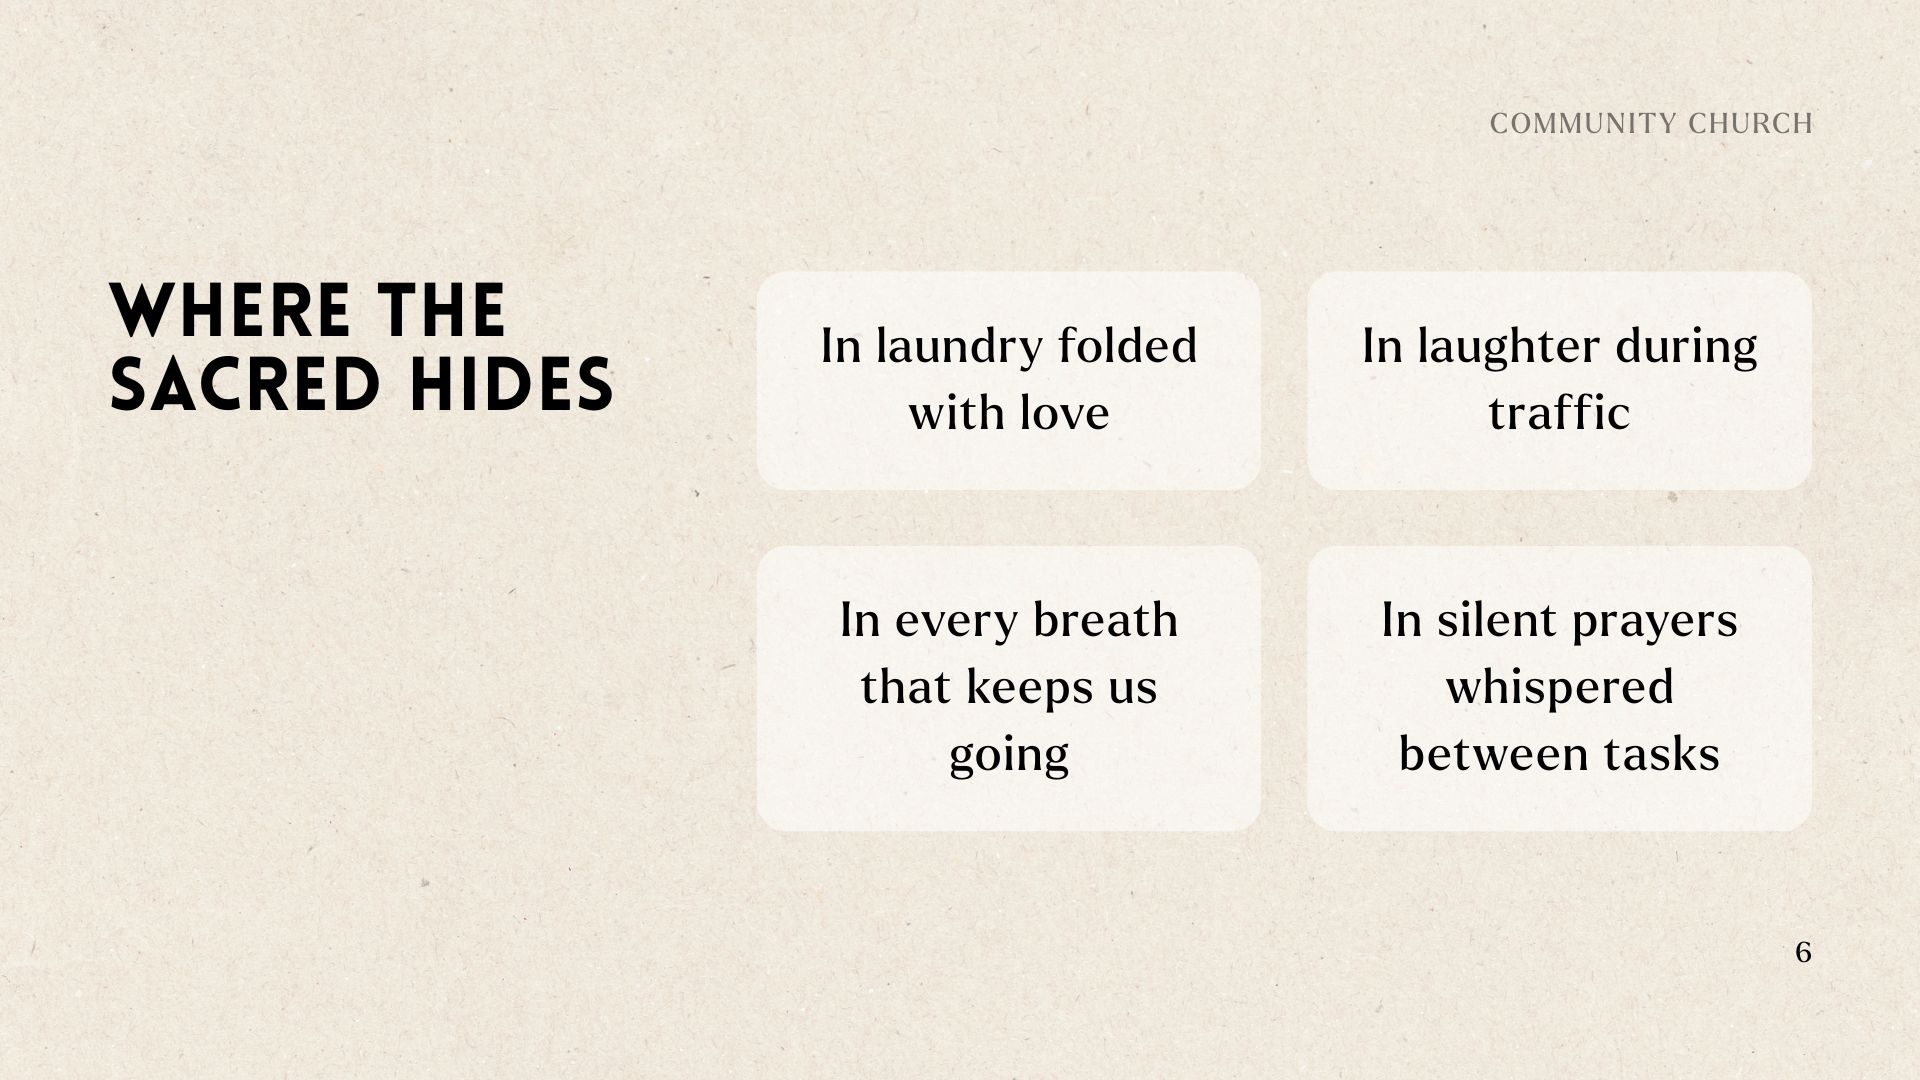 COMMUNITY CHURCH
WHERE THE
SACRED HIDES
In laundry folded
with love
In laughter during
traffic
In every breath
that keeps us
going
In silent prayers
whispered
between tasks
6